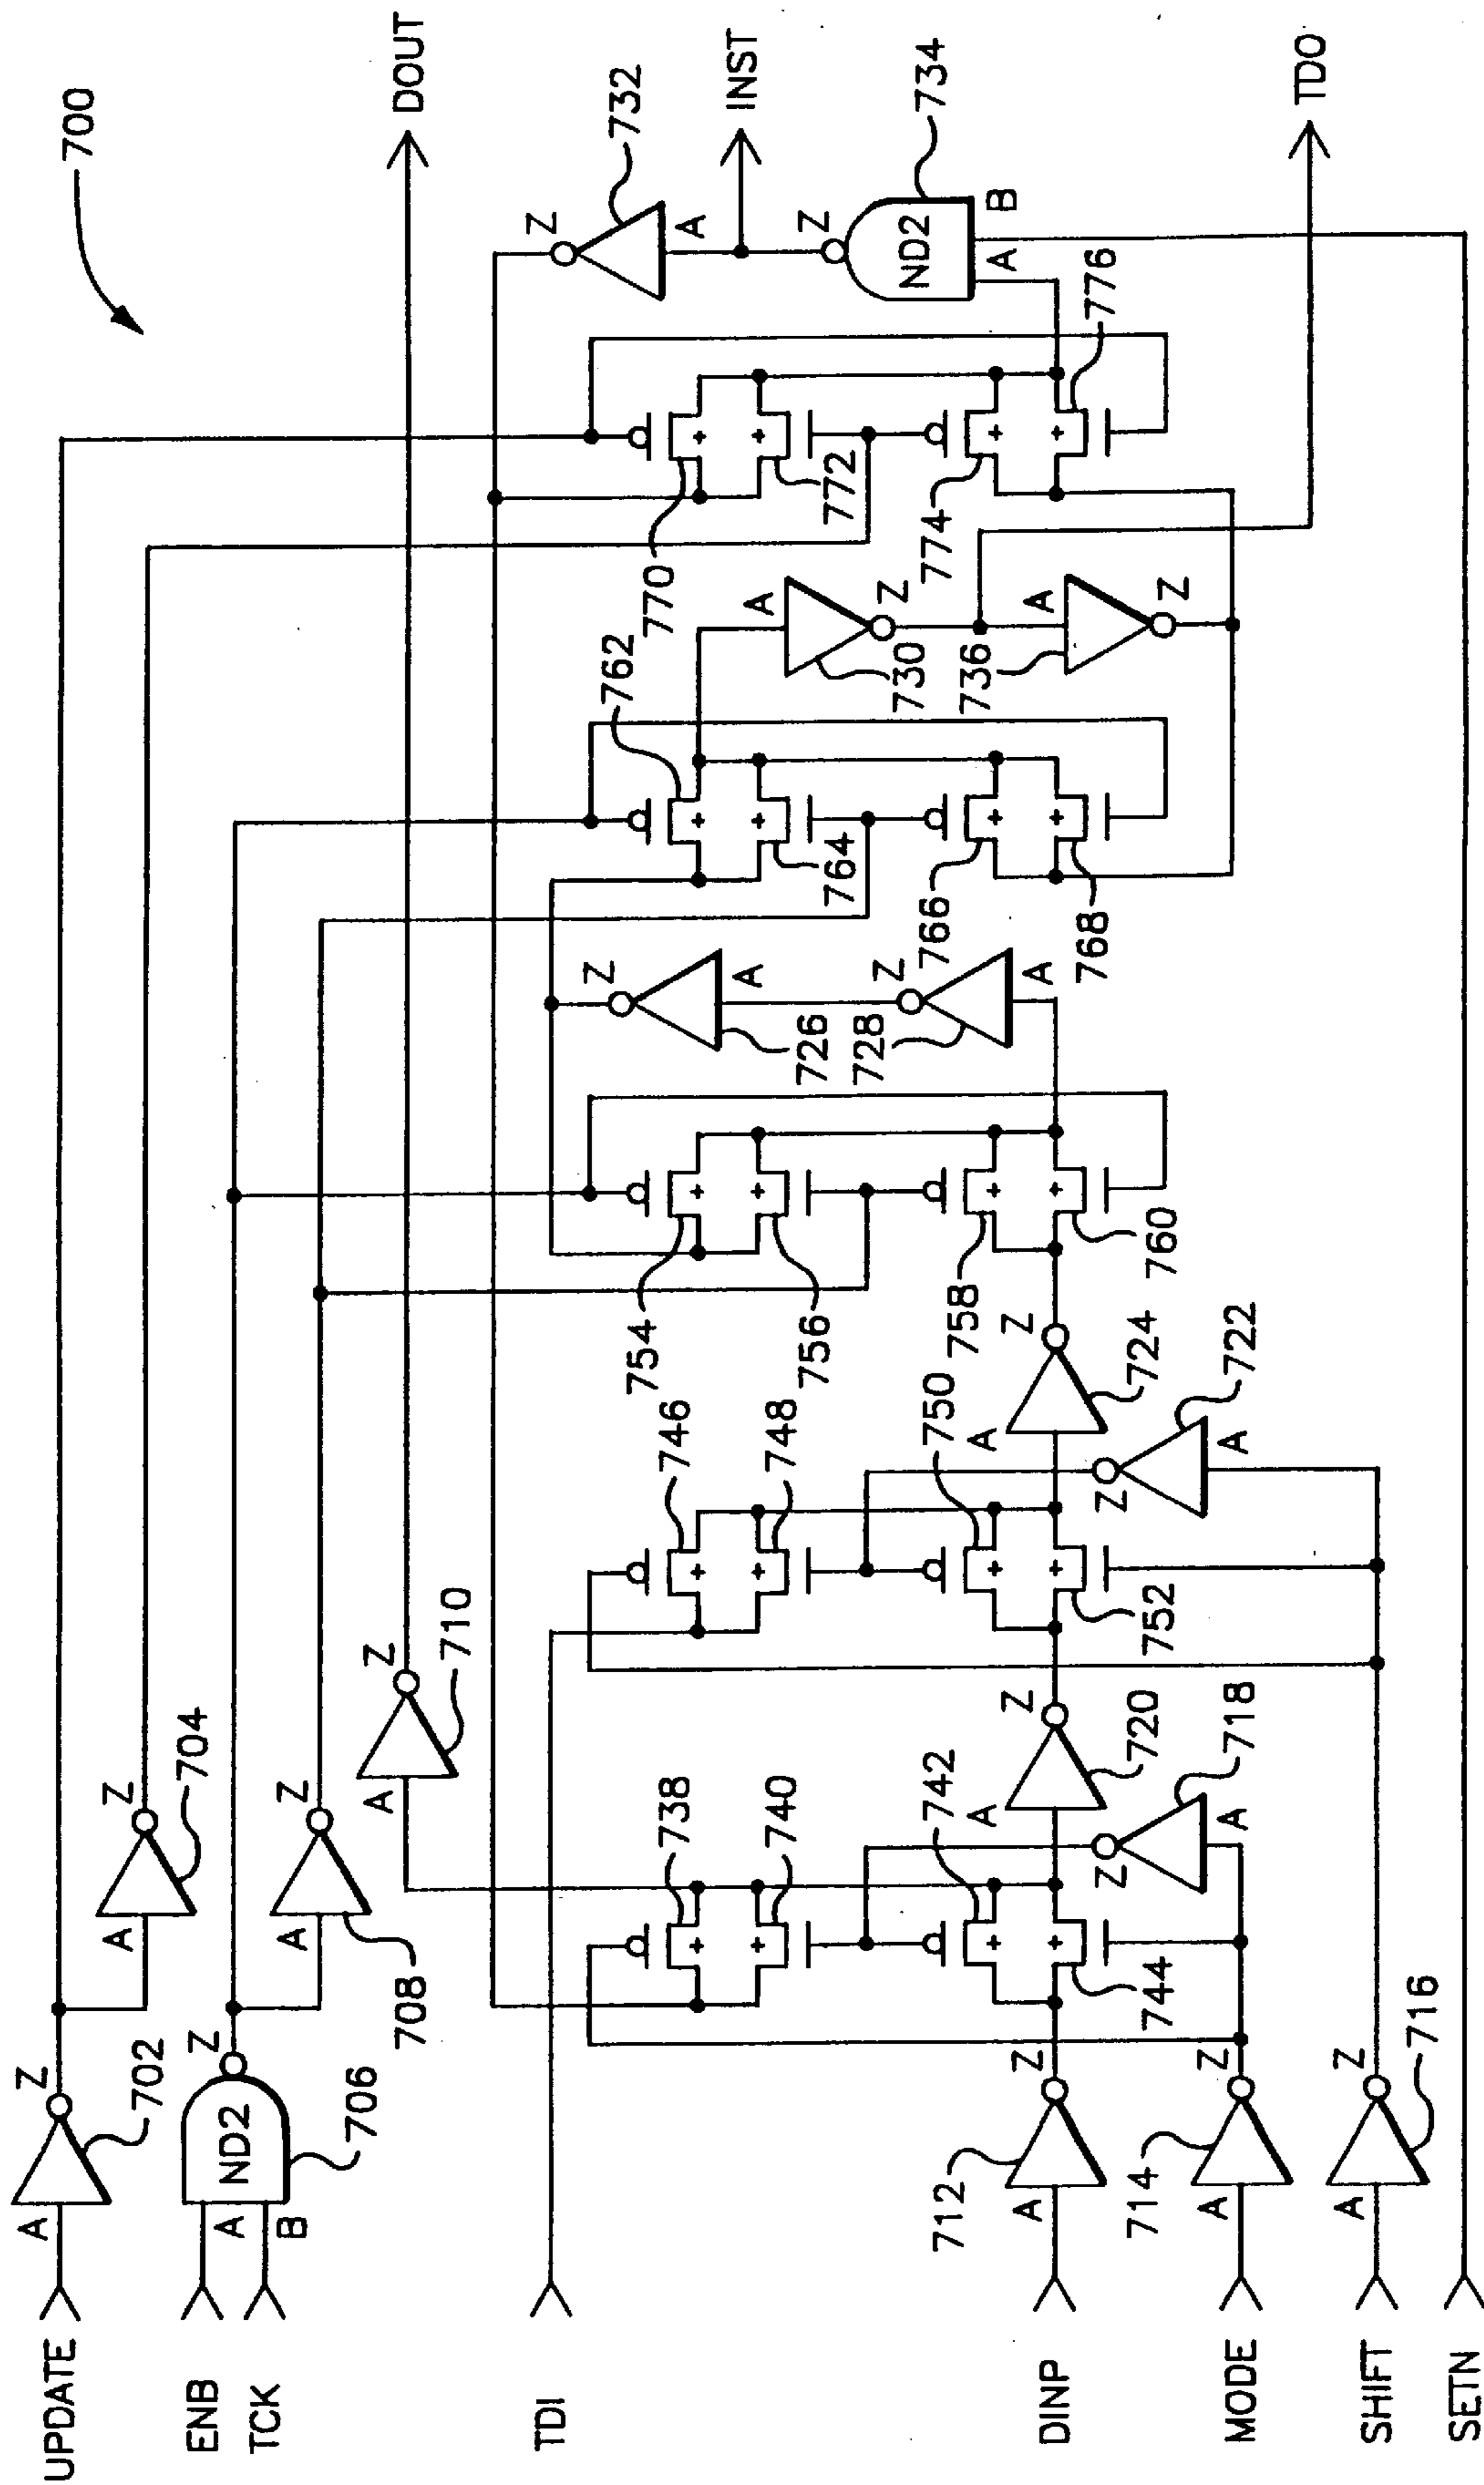 700
UPDATE
A
Z
702
A
Z
704
ENB
TCK
A
B
ND2
Z
706
A
Z
708
A
Z
710
DOUT
TDI
DINP
A
Z
712
MODE
A
Z
714
SHIFT
A
Z
716
SETN
738
740
742
744
A
Z
718
A
Z
720
746
748
750
752
A
Z
722
A
Z
724
754
756
758
760
Z
A
726
Z
A
728
762
764
766
768
A
Z
730
A
Z
736
770
772
774
776
Z
A
732
INST
Z
ND2
A
B
734
TDO